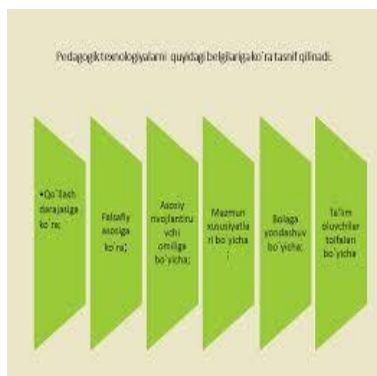 Pedagogik texnologiyalarni quyidagi belgilariga ko`ra tasnif qilinadi:
•Qo`llash
darajasiga
ko`ra;
Falsafiy
asosiga
ko`ra;
Asosiy
rivojlantiru
vchi
omiliga
bo`yicha;
Mazmun
xususiyatla
ri bo`yicha
;
Bolaga
yondashuv
bo`yicha;
Ta'lim
oluvchilar
toifalari
bo`yicha